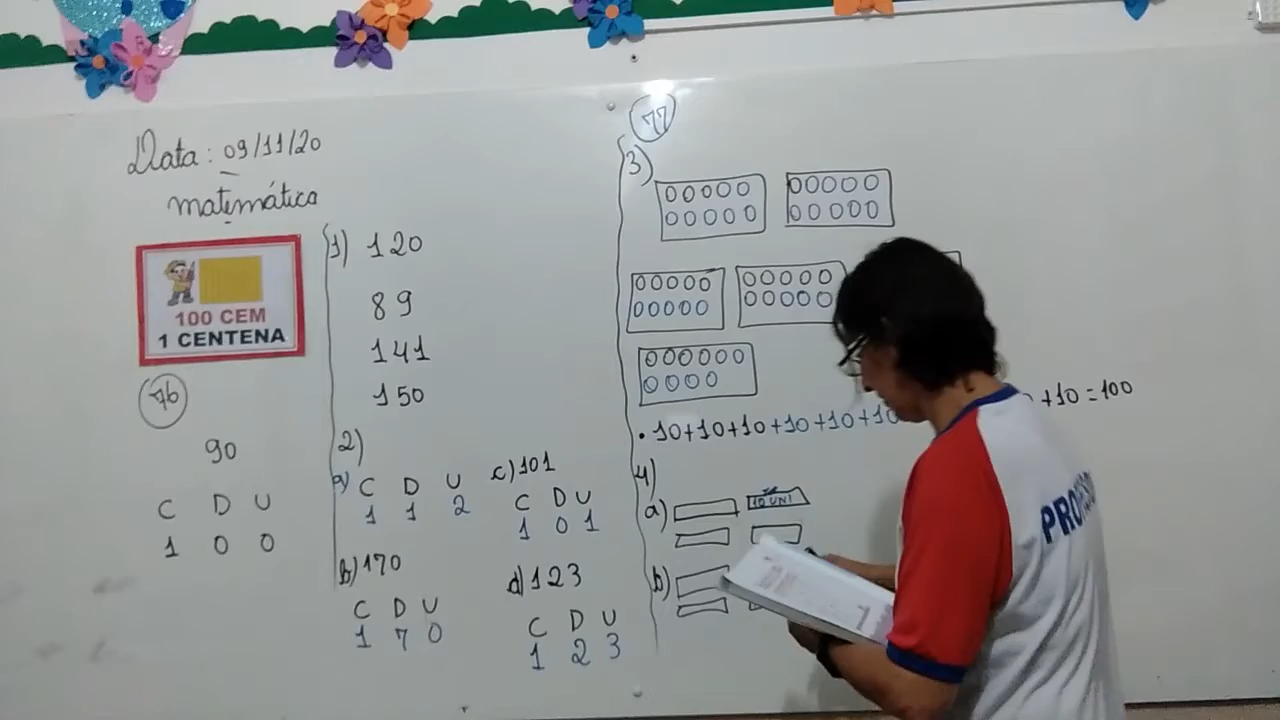 Data: 09/11/20
matemática
100 CEM
1 CENTENA
76
90
C D U
1 0 0
1) 120
89
141
150
2)
a) C D U
1 1 2
b) 170
C D U
1 7 0
c) 101
C D U
1 0 1
d) 123
C D U
1 2 3
77
3)
• 10+10+10+10+10+10
+10=100
4)
a)
10 UNI
b)